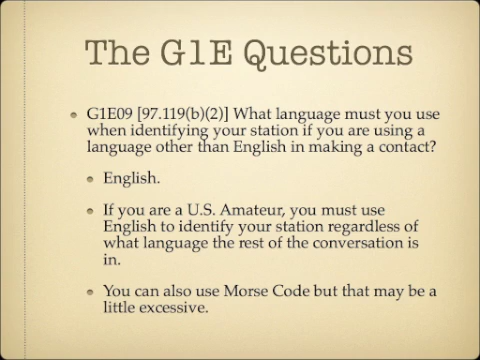 The G1E Questions
G1E09 [97.119(b)(2)] What language must you use
when identifying your station if you are using a
language other than English in making a contact?
English.
If you are a U.S. Amateur, you must use
English to identify your station regardless of
what language the rest of the conversation is
in.
You can also use Morse Code but that may be a
little excessive.